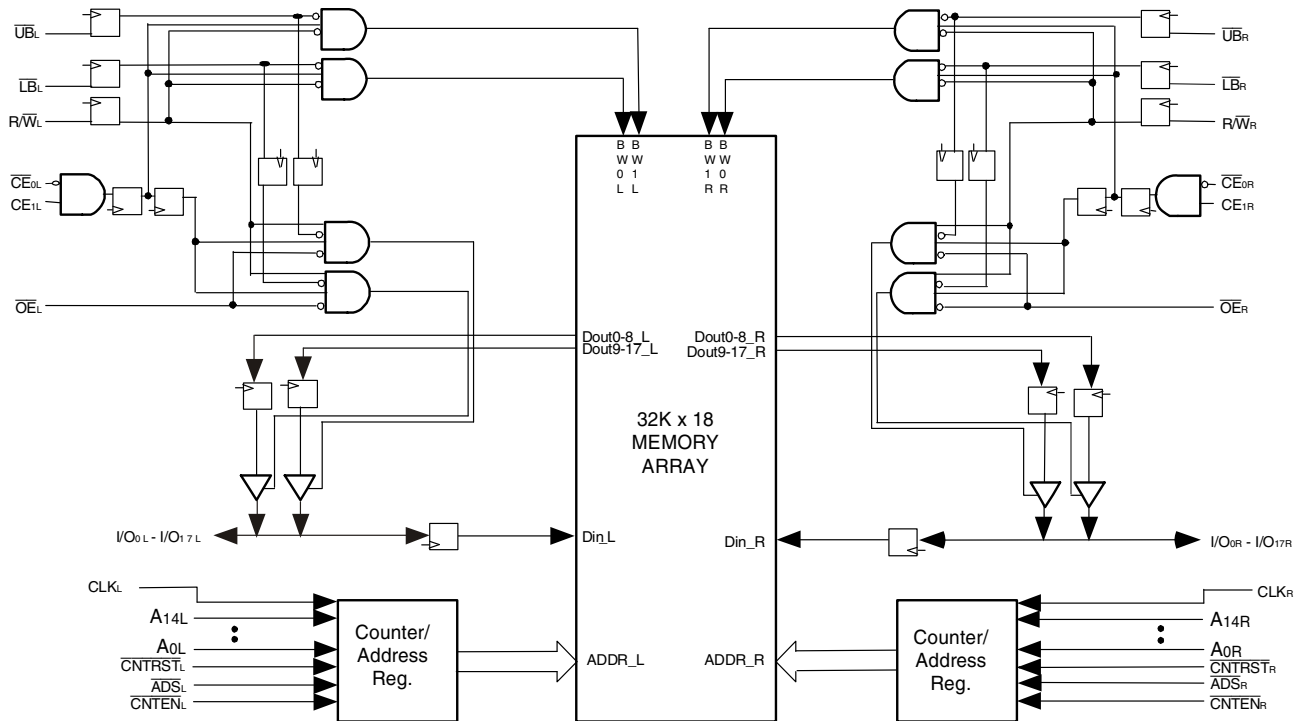 UBL
LBL
R/WL
CE0L
CE1L
OEL
UBR
LBR
R/WR
CE0R
CE1R
OER
B W 0 L
B W 1 L
B W 1 R
B W 0 R
Dout0-8_L
Dout9-17_L
Dout0-8_R
Dout9-17_R
32K x 18
MEMORY
ARRAY
I/O0L - I/O17L
Din_L
Din_R
I/O0R - I/O17R
CLKL
A14L
A0L
CNTRSTL
ADSL
CNTENL
Counter/
Address
Reg.
ADDR_L
ADDR_R
Counter/
Address
Reg.
CLKR
A14R
A0R
CNTRSTR
ADSR
CNTENR